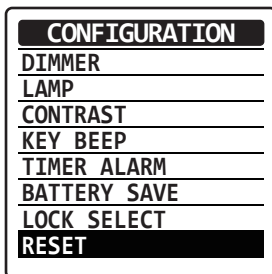 CONFIGURATION
DIMMER
LAMP
CONTRAST
KEY BEEP
TIMER ALARM
BATTERY SAVE
LOCK SELECT
RESET